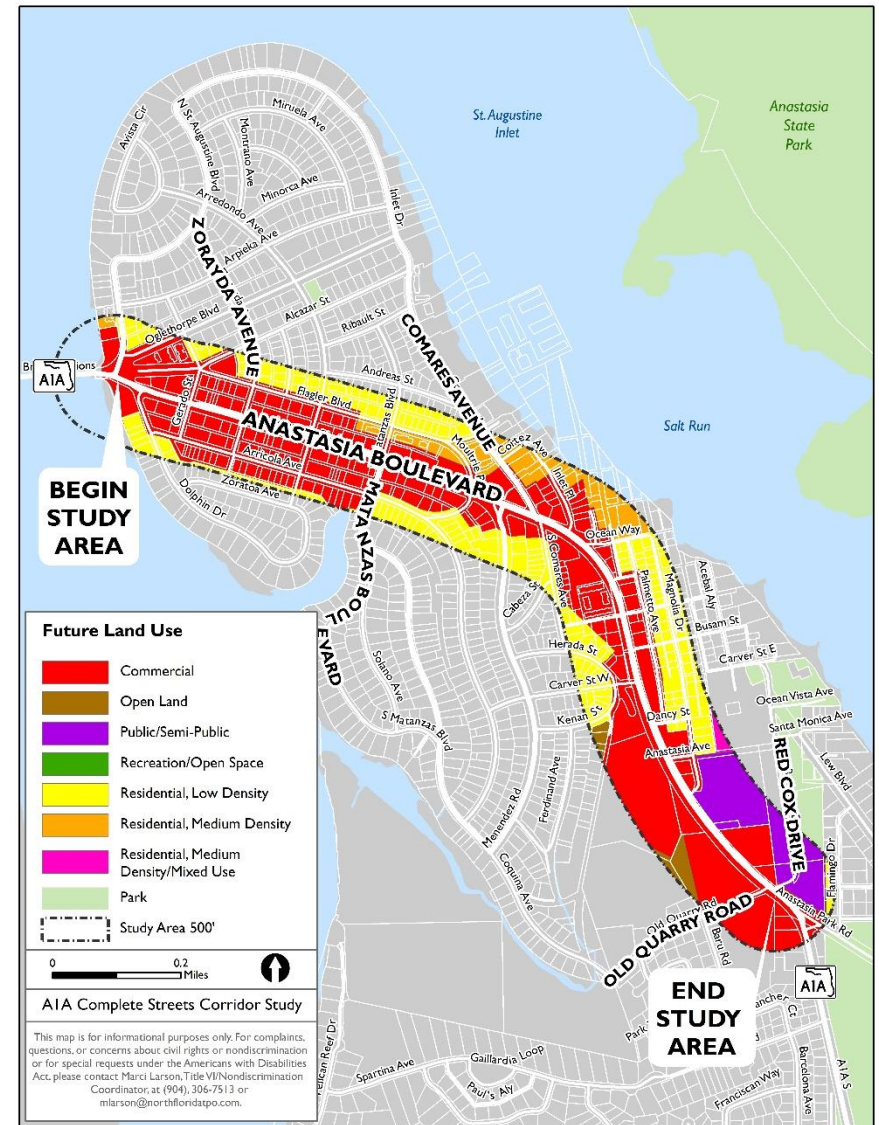 St. Augustine
Inlet
Anastasia
State
Park
Salt Run
Avista Cir
N St. Augustine Blvd
Miruela Ave
Montrano Ave
Minorca Ave
Arredondo Ave
Arpieka Ave
Inlet Dr
ZORAYDA AVENUE
Oglethorpe Blvd
Alcazar St
Ribault St
COMARES AVENUE
Andreas St
A1A
Gerado St
Flagler Blvd
ANASTASIA BOULEVARD
Moultrie
Cortez Ave
Inlet Pl
Arricola Ave
Zoratoa Ave
Dolphin Dr
BEGIN
STUDY
AREA
MATANZAS BOULEVARD
Ocean Way
S Comares Ave
Palmetto Ave
Magnolia Dr
Acebal Aly
Busam St
Carver St E
Herada St
Carver St W
Kenan St
Dancy St
Anastasia Ave
Ocean Vista Ave
Santa Monica Ave
Lew Blvd
RED COX DRIVE
Flamingo Dr
Solano Ave
S Matanzas Blvd
Menendez Rd
Ferdinand Ave
Coquina Ave
Old Quarry Rd
OLD QUARRY ROAD
Anastasia Park Rd
Baru Rd
END
STUDY
AREA
A1A
A1A S
Barcelona Ave
Franciscan Way
Gaillardia Loop
Spartina Ave
Paul's Aly
Pelican Reef Dr
Future Land Use
Commercial
Open Land
Public/Semi-Public
Recreation/Open Space
Residential, Low Density
Residential, Medium Density
Residential, Medium
Density/Mixed Use
Park
Study Area 500'
0 0.2
Miles
A1A Complete Streets Corridor Study
This map is for informational purposes only. For complaints,
questions, or concerns about civil rights or nondiscrimination
or for special requests under the Americans with Disabilities
Act, please contact Marci Larson, Title VI/Nondiscrimination
Coordinator, at (904), 306-7513 or
mlarson@northfloridatpo.com.